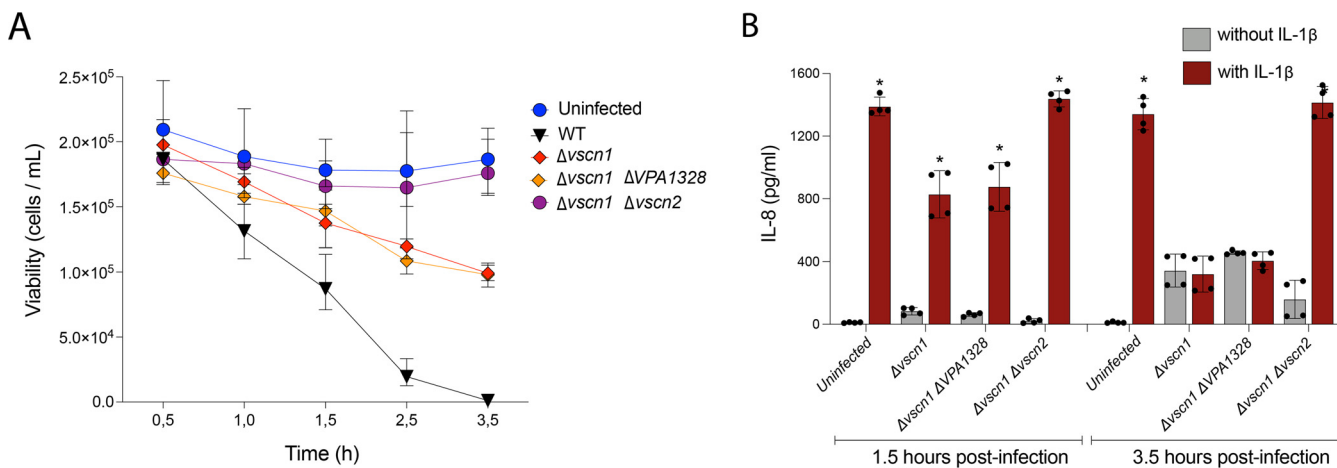 A
Viability (cells / mL)
2.5×10⁵
2.0×10⁵
1.5×10⁵
1.0×10⁵
5.0×10⁴
0.0
0,5 1,0 1,5 2,5 3,5
Time (h)
Uninfected
WT
Δvscn1
Δvscn1 ΔVPA1328
Δvscn1 Δvscn2
B
without IL-1β
with IL-1β
IL-8 (pg/ml)
1600
1200
800
400
0
* * * * *
Uninfected
Δvscn1
Δvscn1 ΔVPA1328
Δvscn1 Δvscn2
Uninfected
Δvscn1
Δvscn1 ΔVPA1328
Δvscn1 Δvscn2
1.5 hours post-infection
3.5 hours post-infection